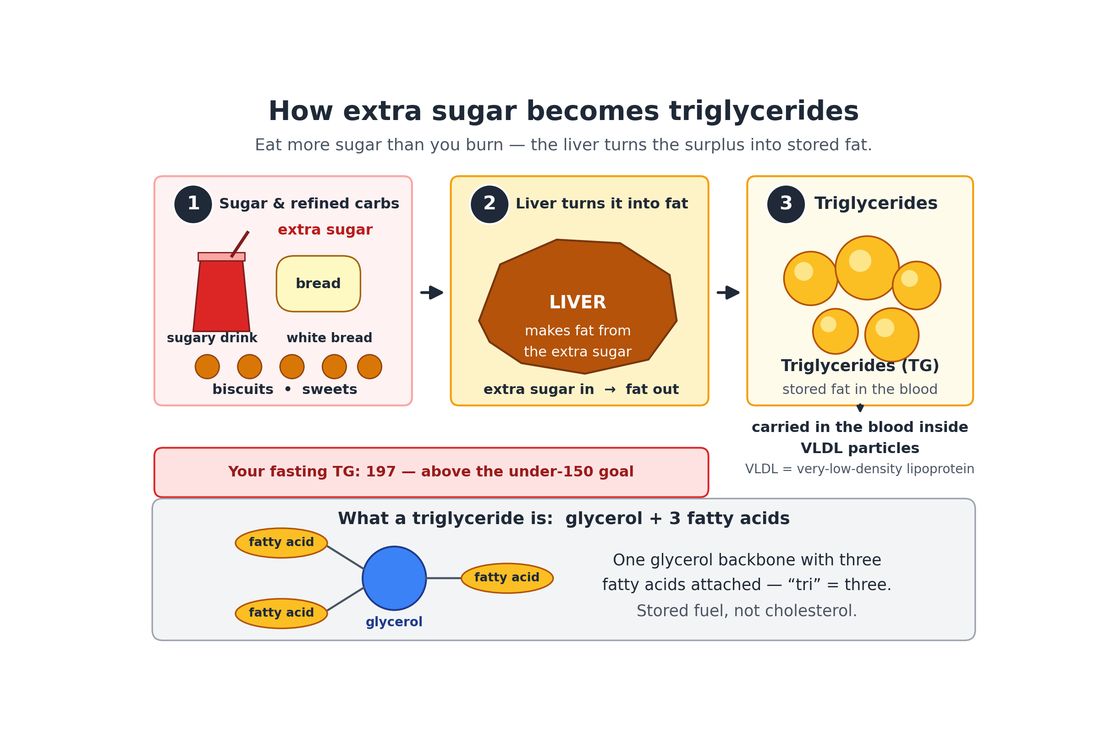 How extra sugar becomes triglycerides
Eat more sugar than you burn — the liver turns the surplus into stored fat.
1
Sugar & refined carbs
extra sugar
bread
sugary drink
white bread
biscuits • sweets
2
Liver turns it into fat
LIVER
makes fat from
the extra sugar
extra sugar in → fat out
3
Triglycerides
Triglycerides (TG)
stored fat in the blood
carried in the blood inside
VLDL particles
VLDL = very-low-density lipoprotein
Your fasting TG: 197 — above the under-150 goal
What a triglyceride is: glycerol + 3 fatty acids
fatty acid
fatty acid
fatty acid
glycerol
One glycerol backbone with three
fatty acids attached — “tri” = three.
Stored fuel, not cholesterol.